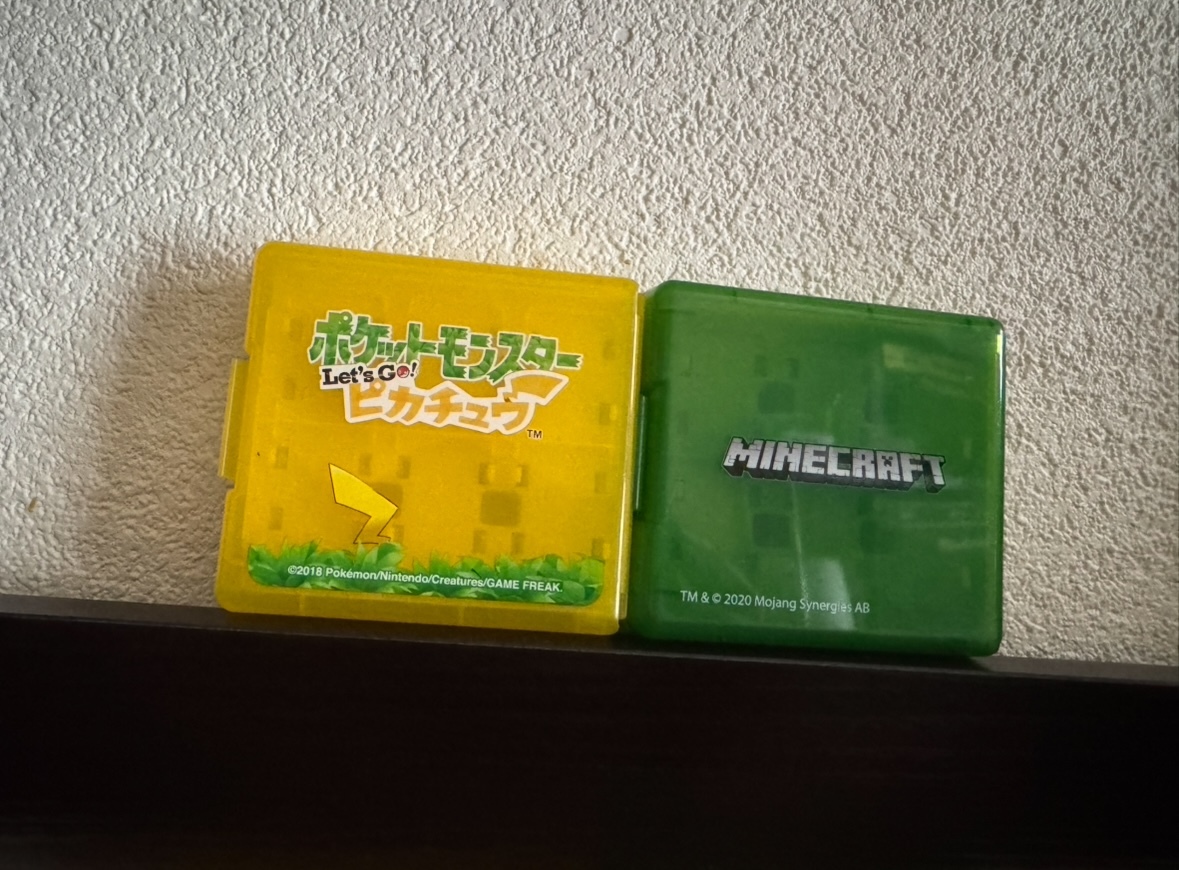 ポケットモンスター
Let's Go!
ピカチュウ
TM
©2018 Pokémon/Nintendo/Creatures/GAME FREAK.
MINECRAFT
TM & © 2020 Mojang Synergies AB